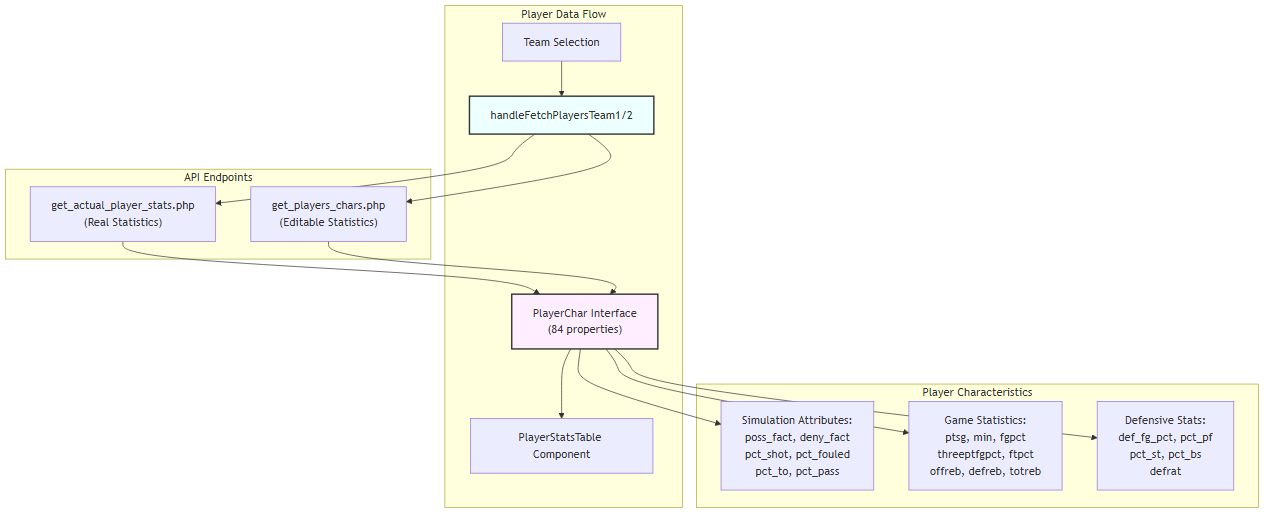 Player Data Flow
Team Selection
handleFetchPlayersTeam1/2
API Endpoints
get_actual_player_stats.php
(Real Statistics)
get_players_chars.php
(Editable Statistics)
PlayerChar Interface
(84 properties)
PlayerStatsTable
Component
Player Characteristics
Simulation Attributes:
poss_fact, deny_fact
pct_shot, pct_fouled
pct_to, pct_pass
Game Statistics:
ptsg, min, fgpct
threeptfgpct, ftpct
offreb, defreb, totreb
Defensive Stats:
def_fg_pct, pct_pf
pct_st, pct_bs
defrat